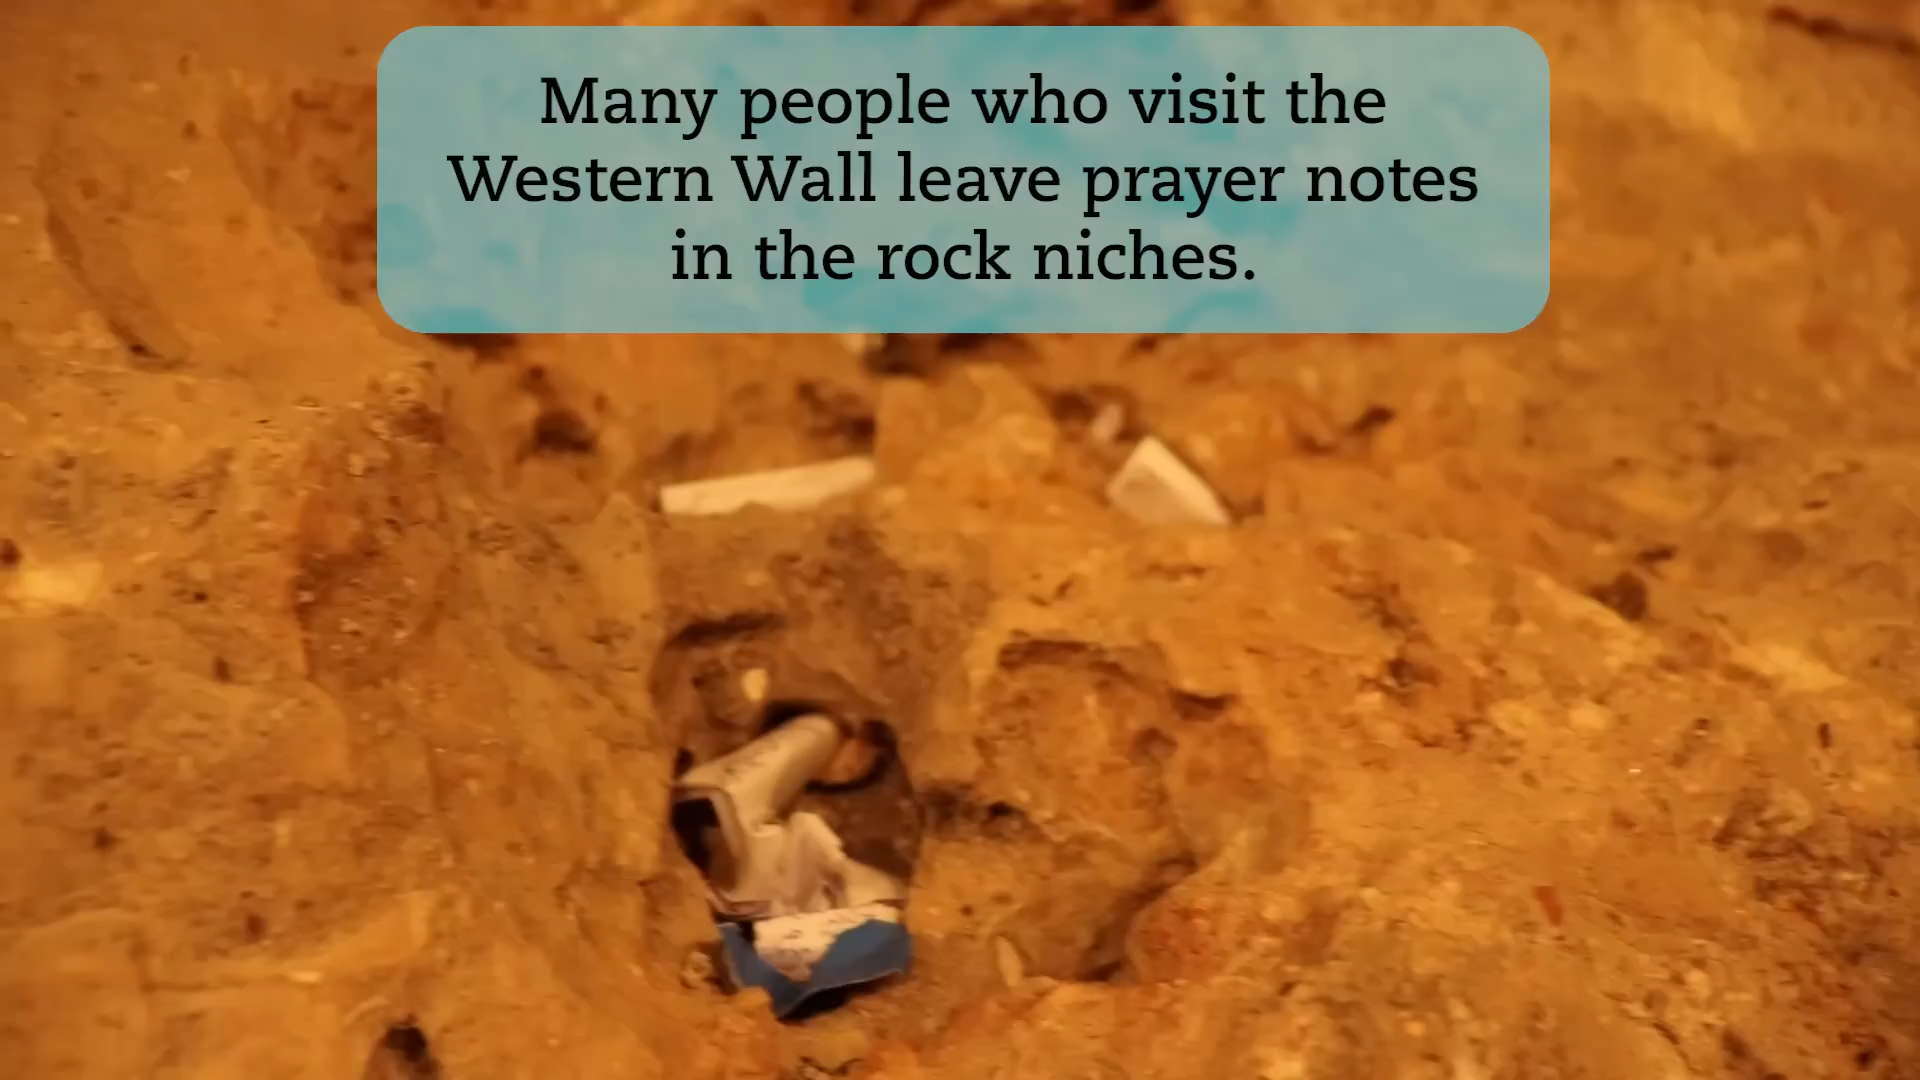 Many people who visit the
Western Wall leave prayer notes
in the rock niches.